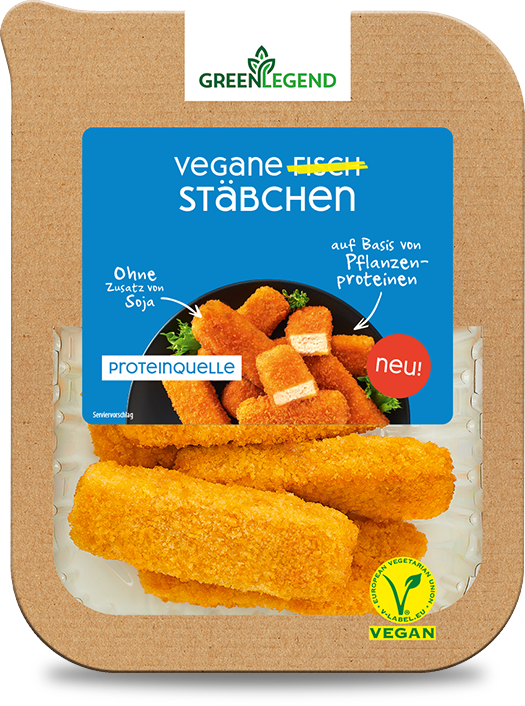 GREENLEGEND
VEGANE FISCH
STÄBCHEN
Ohne
Zusatz von
Soja
auf Basis von
Pflanzen-
proteinen
PROTEINQUELLE
neu!
Serviervorschlag
EUROPEAN VEGETARIAN UNION
• V-LABEL.EU •
VEGAN